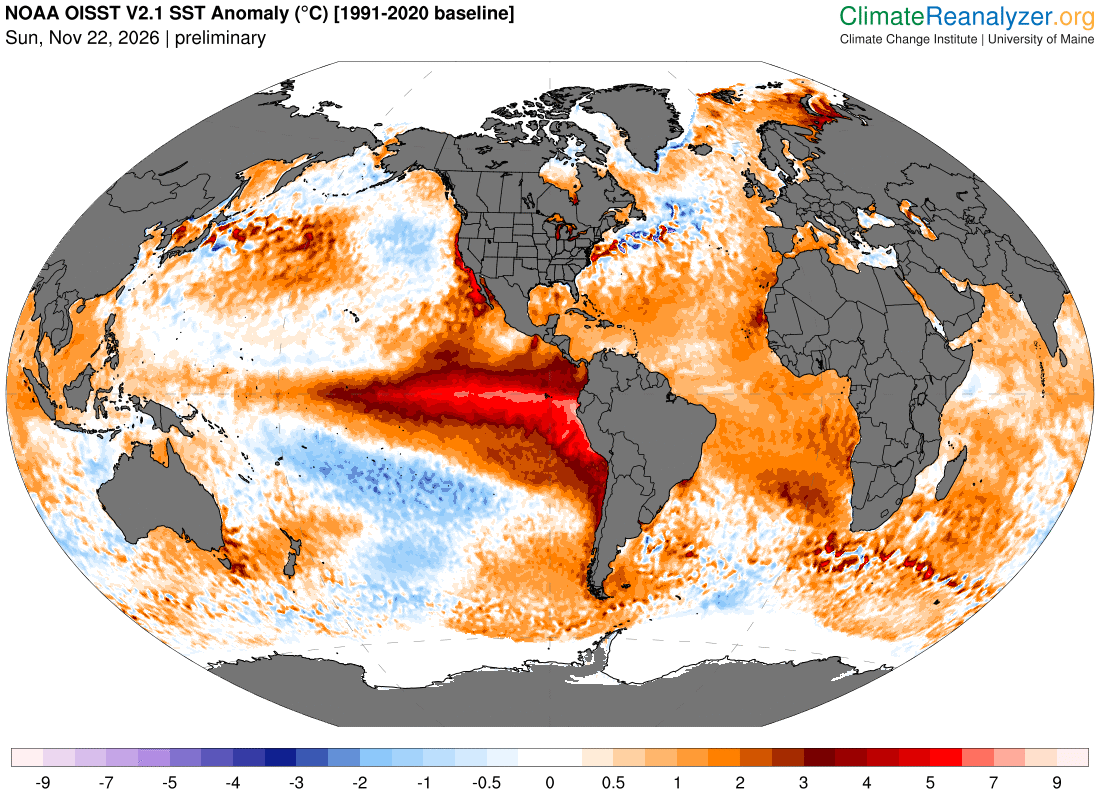 NOAA OISST V2.1 SST Anomaly (°C) [1991-2020 baseline]
Sun, Nov 22, 2026 | preliminary
ClimateReanalyzer.org
Climate Change Institute | University of Maine
-9 -7 -5 -4 -3 -2 -1 -0.5 0 0.5 1 2 3 4 5 7 9